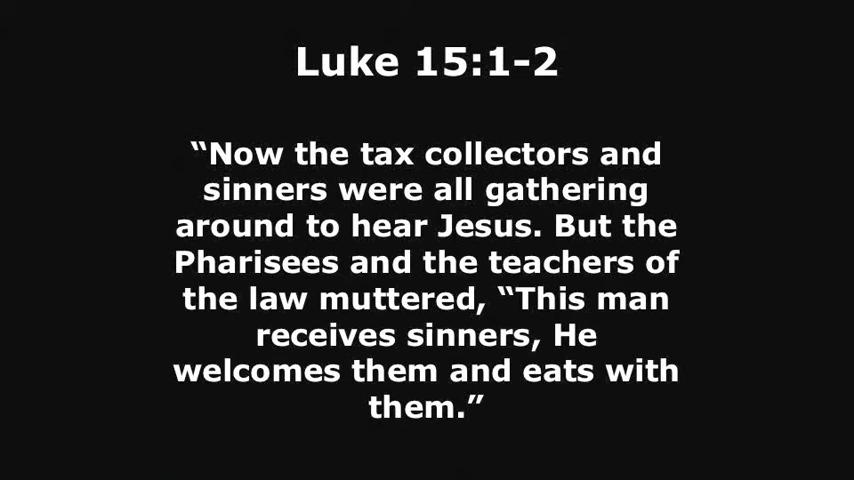 Luke 15:1-2
“Now the tax collectors and
sinners were all gathering
around to hear Jesus. But the
Pharisees and the teachers of
the law muttered, “This man
receives sinners, He
welcomes them and eats with
them.”